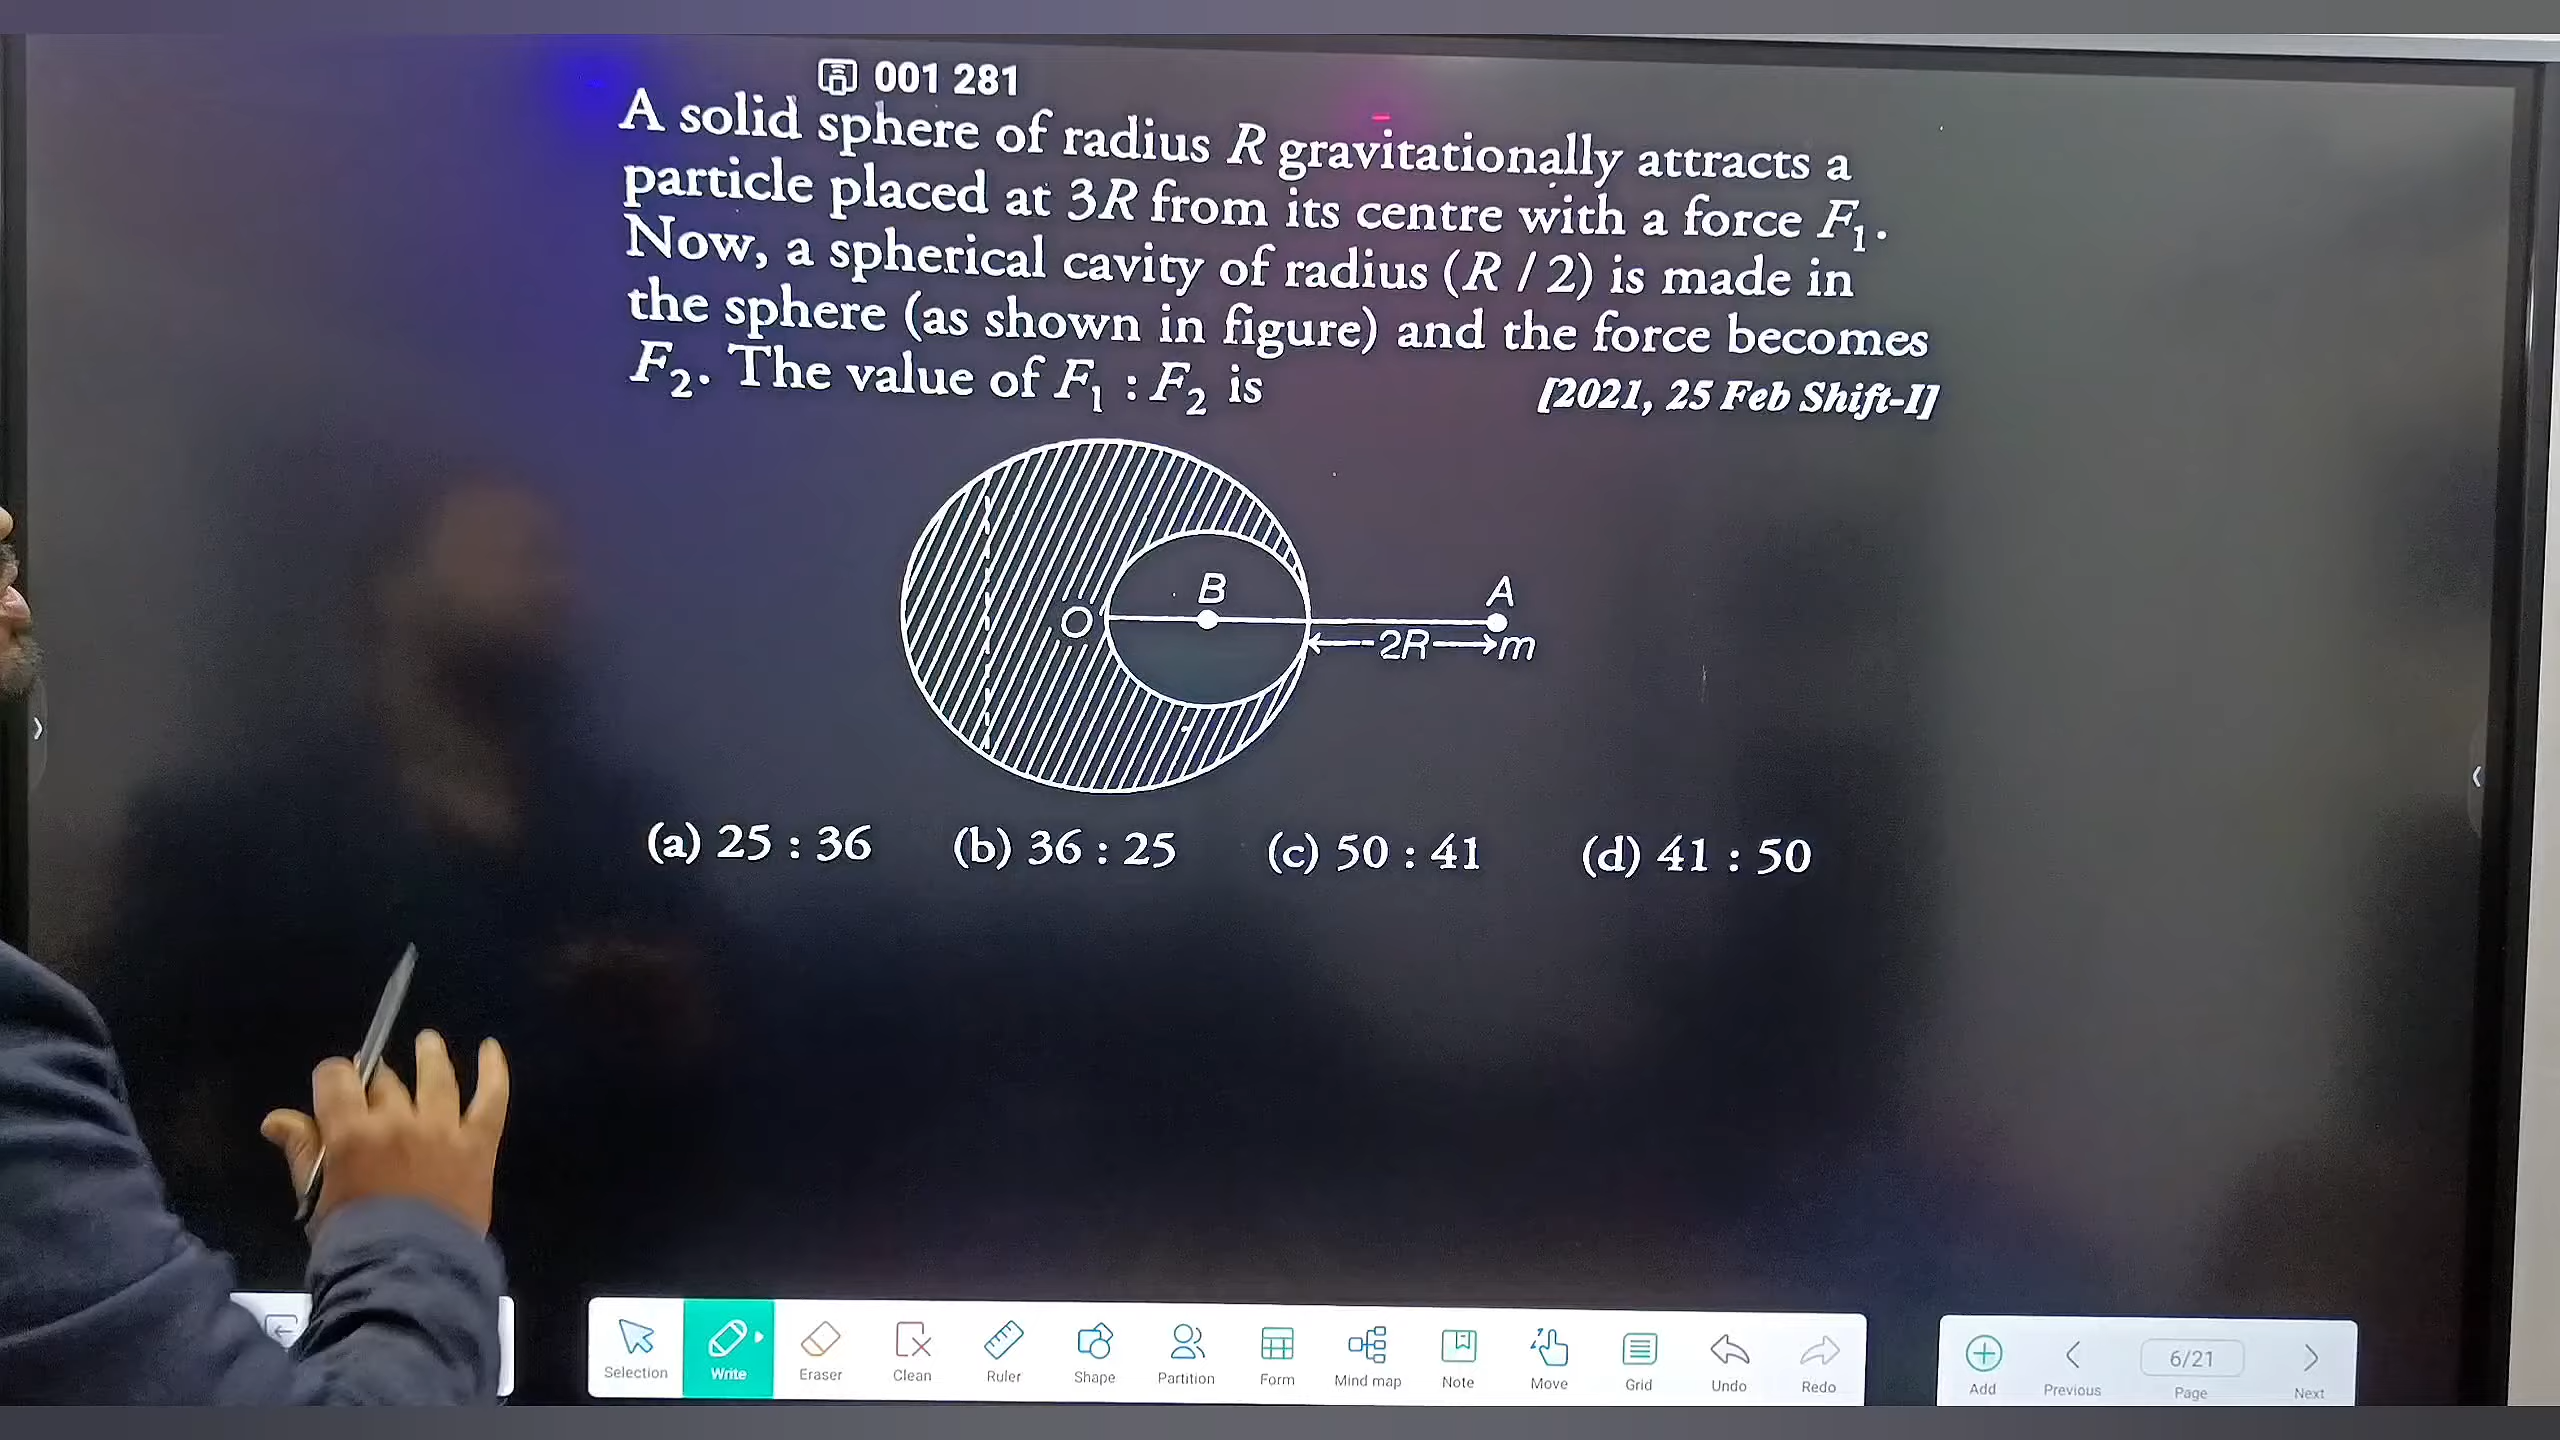 001 281
A solid sphere of radius R gravitationally attracts a
particle placed at 3R from its centre with a force F₁.
Now, a spherical cavity of radius (R / 2) is made in
the sphere (as shown in figure) and the force becomes
F₂. The value of F₁ : F₂ is [2021, 25 Feb Shift-I]
B A
O
2R m
(a) 25 : 36 (b) 36 : 25 (c) 50 : 41 (d) 41 : 50
Selection Write Eraser Clean Ruler Shape Partition Form Mind map Note Move Grid Undo Redo
6/21
Add Previous Page Next